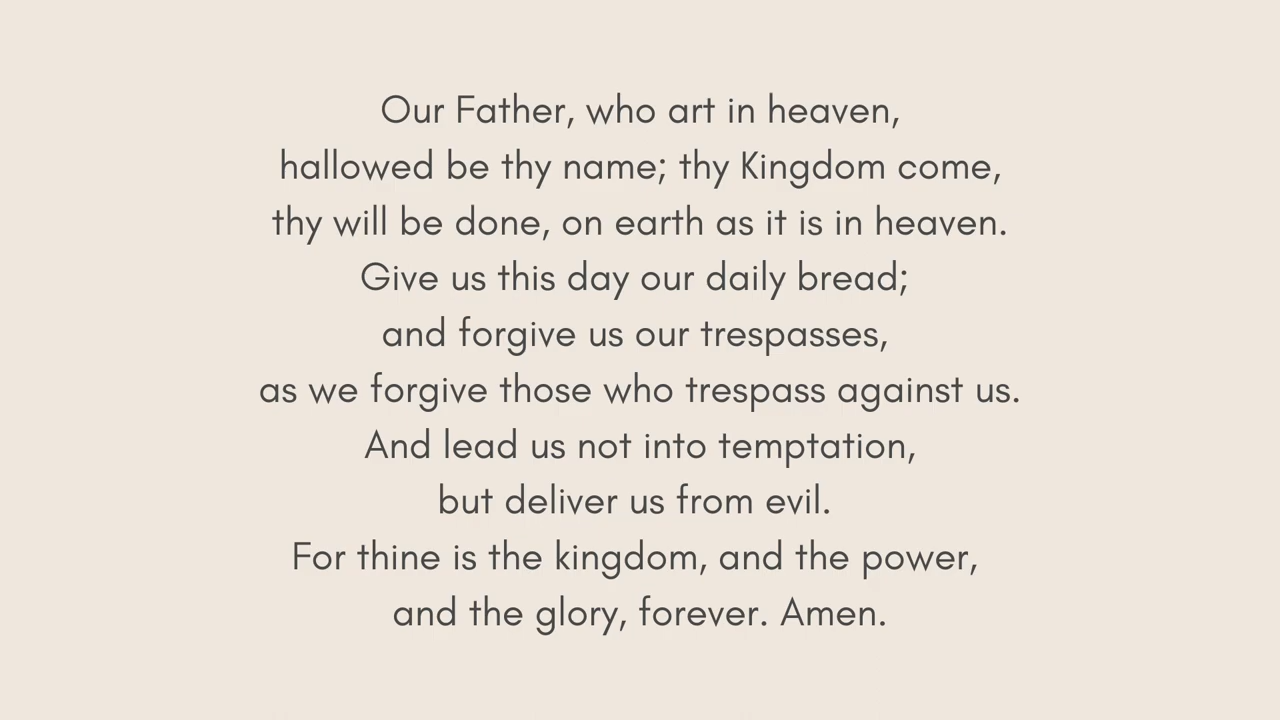 Our Father, who art in heaven,
hallowed be thy name; thy Kingdom come,
thy will be done, on earth as it is in heaven.
Give us this day our daily bread;
and forgive us our trespasses,
as we forgive those who trespass against us.
And lead us not into temptation,
but deliver us from evil.
For thine is the kingdom, and the power,
and the glory, forever. Amen.